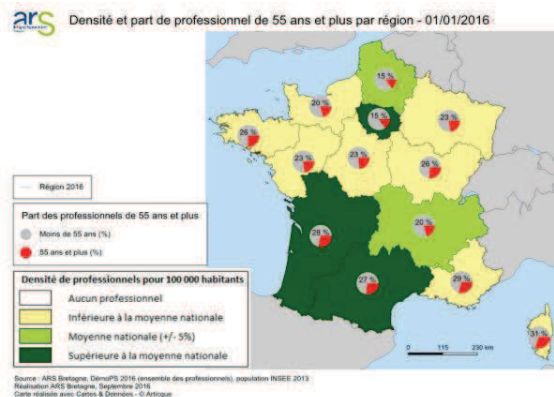 ars
Densité et part de professionnel de 55 ans et plus par région - 01/01/2016
15 %
20 %
15 %
23 %
26 %
23 %
23 %
26 %
28 %
20 %
27 %
29 %
31 %
Région 2016
Part des professionnels de 55 ans et plus
Moins de 55 ans (%)
55 ans et plus (%)
Densité de professionnels pour 100 000 habitants
Aucun professionnel
Inférieure à la moyenne nationale
Moyenne nationale (+/- 5%)
Supérieure à la moyenne nationale
0 115 230 km
Source : ARS Bretagne, DémoPS 2016 (ensemble des professionnels), population INSEE 2013
Réalisation ARS Bretagne, Septembre 2016
Carte réalisée avec Cartes & Données - © Articque